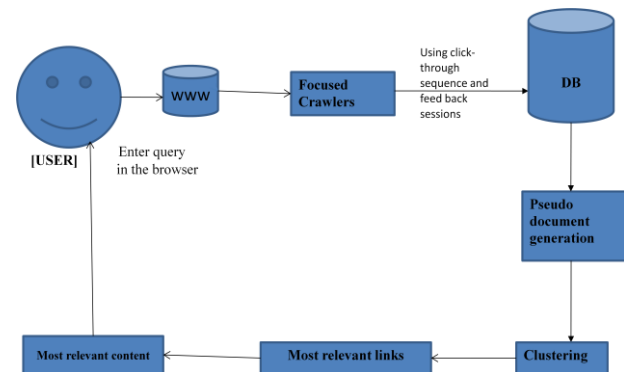 WWW
Focused
Crawlers
Using click-
through
sequence and
feed back
sessions
DB
[USER]
Enter query
in the browser
Pseudo
document
generation
Most relevant content
Most relevant links
Clustering